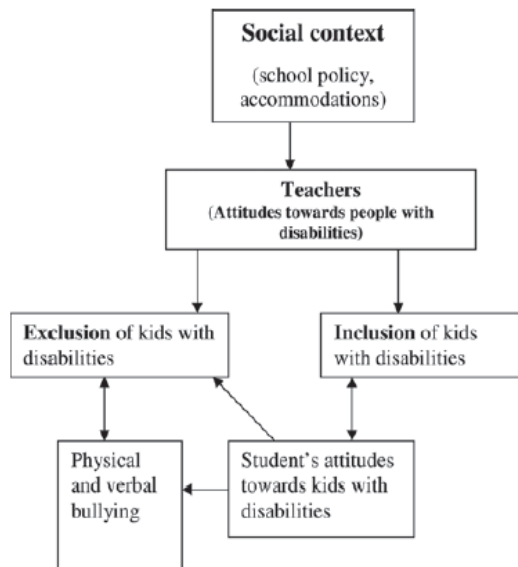 Social context
(school policy,
accommodations)
Teachers
(Attitudes towards people with
disabilities)
Exclusion of kids with
disabilities
Inclusion of kids
with disabilities
Physical
and verbal
bullying
Student's attitudes
towards kids with
disabilities